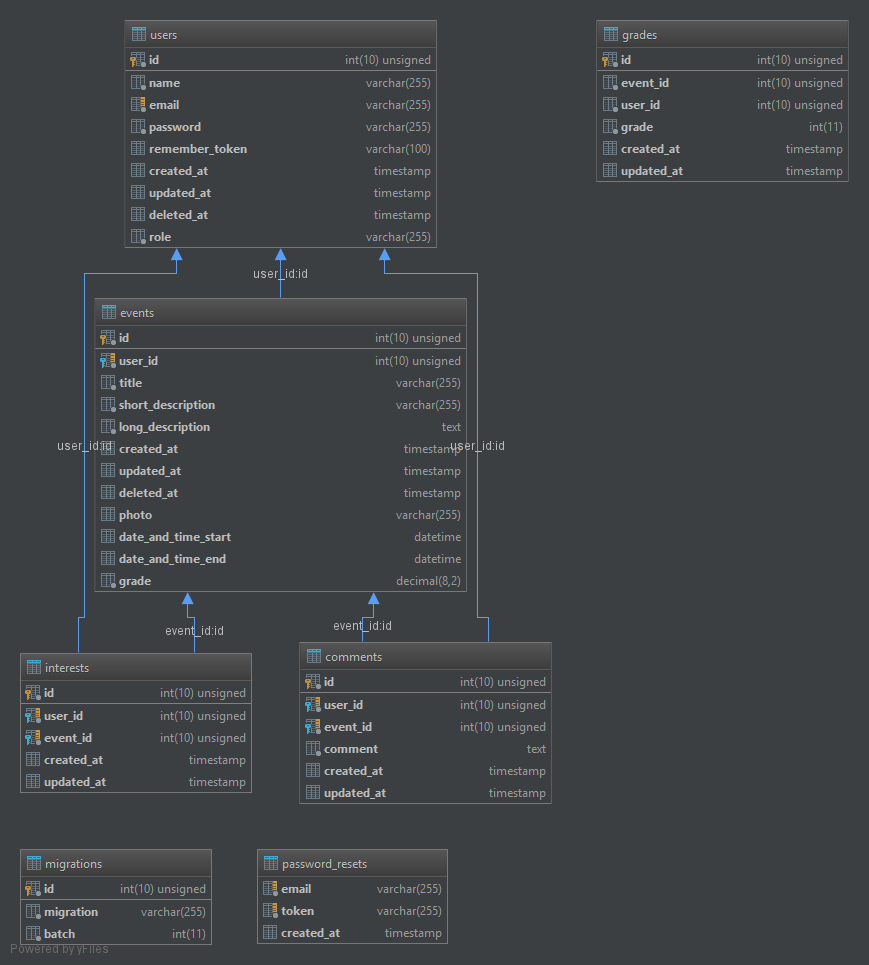 users
id int(10) unsigned
name varchar(255)
email varchar(255)
password varchar(255)
remember_token varchar(100)
created_at timestamp
updated_at timestamp
deleted_at timestamp
role varchar(255)
grades
id int(10) unsigned
event_id int(10) unsigned
user_id int(10) unsigned
grade int(11)
created_at timestamp
updated_at timestamp
user_id:id
events
id int(10) unsigned
user_id int(10) unsigned
title varchar(255)
short_description varchar(255)
long_description text
created_at timestamp
updated_at timestamp
deleted_at timestamp
photo varchar(255)
date_and_time_start datetime
date_and_time_end datetime
grade decimal(8,2)
user_id:id
user_id:id
event_id:id
event_id:id
interests
id int(10) unsigned
user_id int(10) unsigned
event_id int(10) unsigned
created_at timestamp
updated_at timestamp
comments
id int(10) unsigned
user_id int(10) unsigned
event_id int(10) unsigned
comment text
created_at timestamp
updated_at timestamp
migrations
id int(10) unsigned
migration varchar(255)
batch int(11)
password_resets
email varchar(255)
token varchar(255)
created_at timestamp
Powered by yFiles